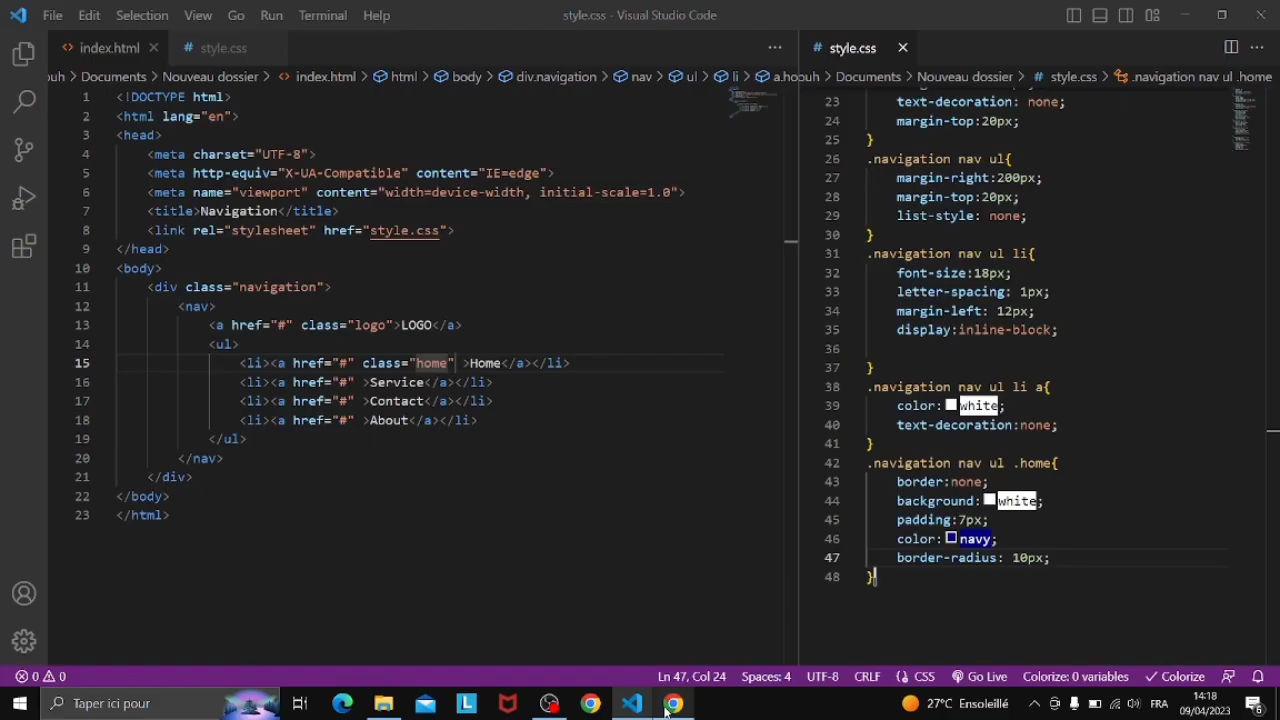 File Edit Selection View Go Run Terminal Help
style.css - Visual Studio Code
index.html
style.css
ouh > Documents > Nouveau dossier > index.html > html > body > div.navigation > nav > ul > li > a.ho
1 <!DOCTYPE html>
2 <html lang="en">
3 <head>
4 <meta charset="UTF-8">
5 <meta http-equiv="X-UA-Compatible" content="IE=edge">
6 <meta name="viewport" content="width=device-width, initial-scale=1.0">
7 <title>Navigation</title>
8 <link rel="stylesheet" href="style.css">
9 </head>
10 <body>
11 <div class="navigation">
12 <nav>
13 <a href="#" class="logo">LOGO</a>
14 <ul>
15 <li><a href="#" class="home" >Home</a></li>
16 <li><a href="#" >Service</a></li>
17 <li><a href="#" >Contact</a></li>
18 <li><a href="#" >About</a></li>
19 </ul>
20 </nav>
21 </div>
22 </body>
23 </html>
style.css
ouh > Documents > Nouveau dossier > style.css > .navigation nav ul .home
23 text-decoration: none;
24 margin-top:20px;
25 }
26 .navigation nav ul{
27 margin-right:200px;
28 margin-top:20px;
29 list-style: none;
30 }
31 .navigation nav ul li{
32 font-size:18px;
33 letter-spacing: 1px;
34 margin-left: 12px;
35 display:inline-block;
36
37 }
38 .navigation nav ul li a{
39 color: white;
40 text-decoration:none;
41 }
42 .navigation nav ul .home{
43 border:none;
44 background: white;
45 padding:7px;
46 color: navy;
47 border-radius: 10px;
48 }
0 0 Ln 47, Col 24 Spaces: 4 UTF-8 CRLF CSS Go Live Colorize: 0 variables Colorize
Taper ici pour
27°C Ensoleillé
FRA
14:18
09/04/2023
6